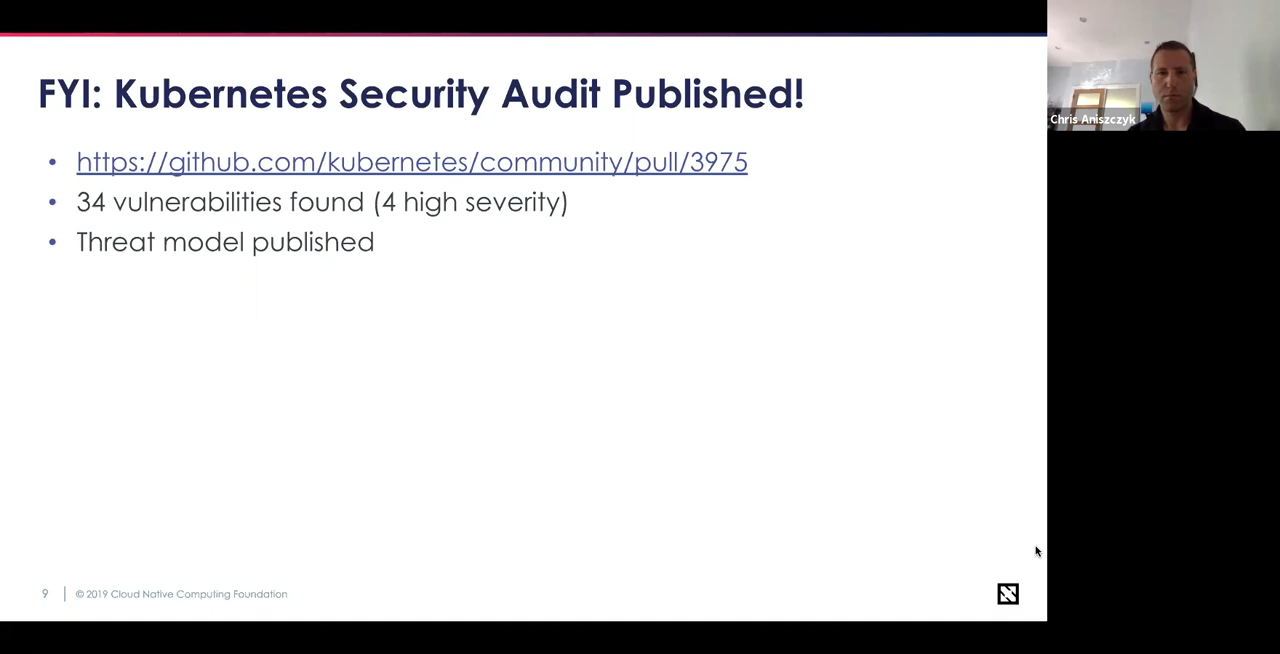 FYI: Kubernetes Security Audit Published!
• https://github.com/kubernetes/community/pull/3975
• 34 vulnerabilities found (4 high severity)
• Threat model published
9
© 2019 Cloud Native Computing Foundation
Chris Aniszczyk